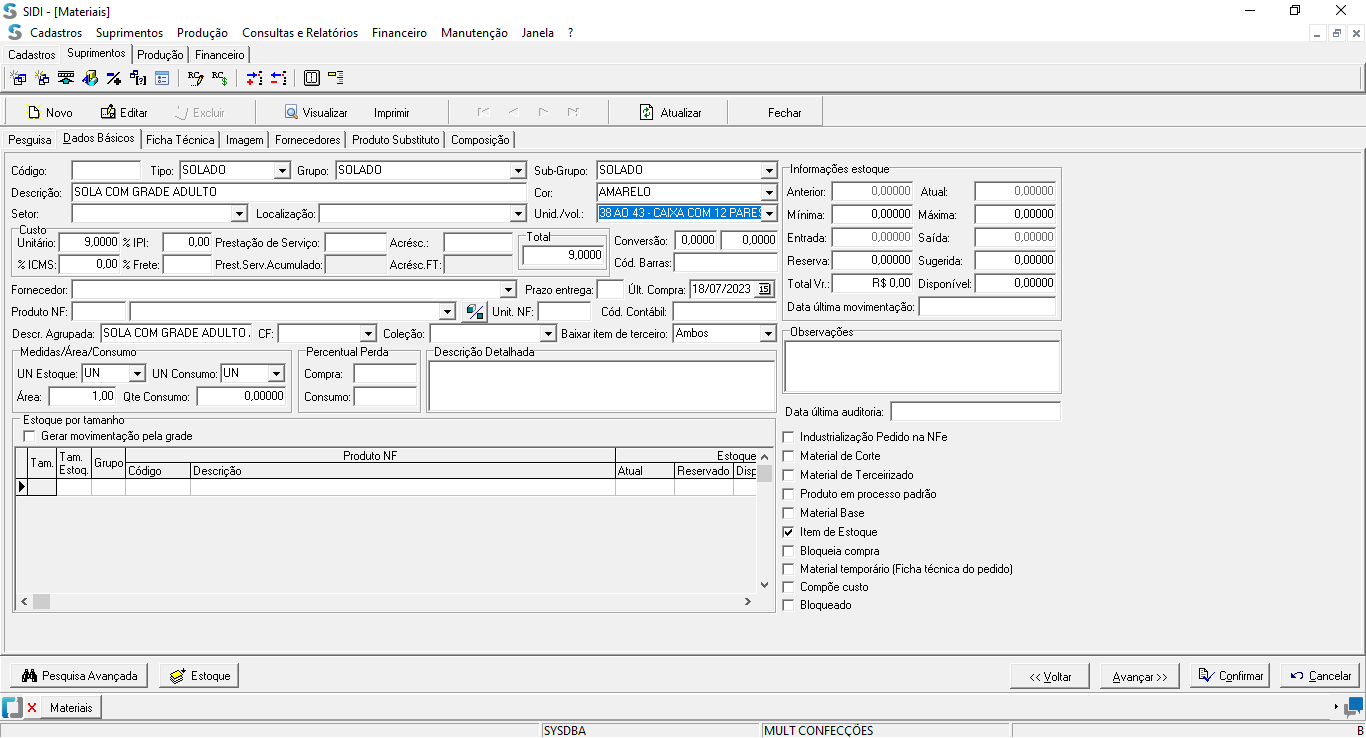 SIDI - [Materiais]
Cadastros Suprimentos Produção Consultas e Relatórios Financeiro Manutenção Janela ?
Cadastros Suprimentos Produção Financeiro
Novo Editar Excluir Visualizar Imprimir Atualizar Fechar
Pesquisa Dados Básicos Ficha Técnica Imagem Fornecedores Produto Substituto Composição
Código: Tipo: SOLADO Grupo: SOLADO Sub-Grupo: SOLADO
Descrição: SOLA COM GRADE ADULTO Cor: AMARELO
Setor: Localização: Unid./vol.: 38 AO 43 - CAIXA COM 12 PARES
Custo
Unitário: 9,0000 % IPI: 0,00 Prestação de Serviço: Acrésc.:
% ICMS: 0,00 % Frete: Prest.Serv.Acumulado: Acrésc.FT:
Total
9,0000
Conversão: 0,0000 0,0000
Cód. Barras:
Fornecedor: Prazo entrega: Últ. Compra: 18/07/2023 15
Produto NF: Unit. NF: Cód. Contábil:
Descr. Agrupada: SOLA COM GRADE ADULTO . CF: Coleção: Baixar item de terceiro: Ambos
Medidas/Área/Consumo
UN Estoque: UN UN Consumo: UN
Área: 1,00 Qte Consumo: 0,00000
Percentual Perda
Compra:
Consumo:
Descrição Detalhada
Estoque por tamanho
Gerar movimentação pela grade
Tam. Tam. Estoq. Grupo Produto NF Estoque
Código Descrição Atual Reservado Disp
Informações estoque
Anterior: 0,00000 Atual: 0,00000
Mínima: 0,00000 Máxima: 0,00000
Entrada: 0,00000 Saída: 0,00000
Reserva: 0,00000 Sugerida: 0,00000
Total Vr.: R$ 0,00 Disponível: 0,00000
Data última movimentação:
Observações
Data última auditoria:
Industrialização Pedido na NFe
Material de Corte
Material de Terceirizado
Produto em processo padrão
Material Base
Item de Estoque
Bloqueia compra
Material temporário (Ficha técnica do pedido)
Compõe custo
Bloqueado
Pesquisa Avançada Estoque << Voltar Avançar >> Confirmar Cancelar
Materiais
SYSDBA MULT CONFECÇÕES B